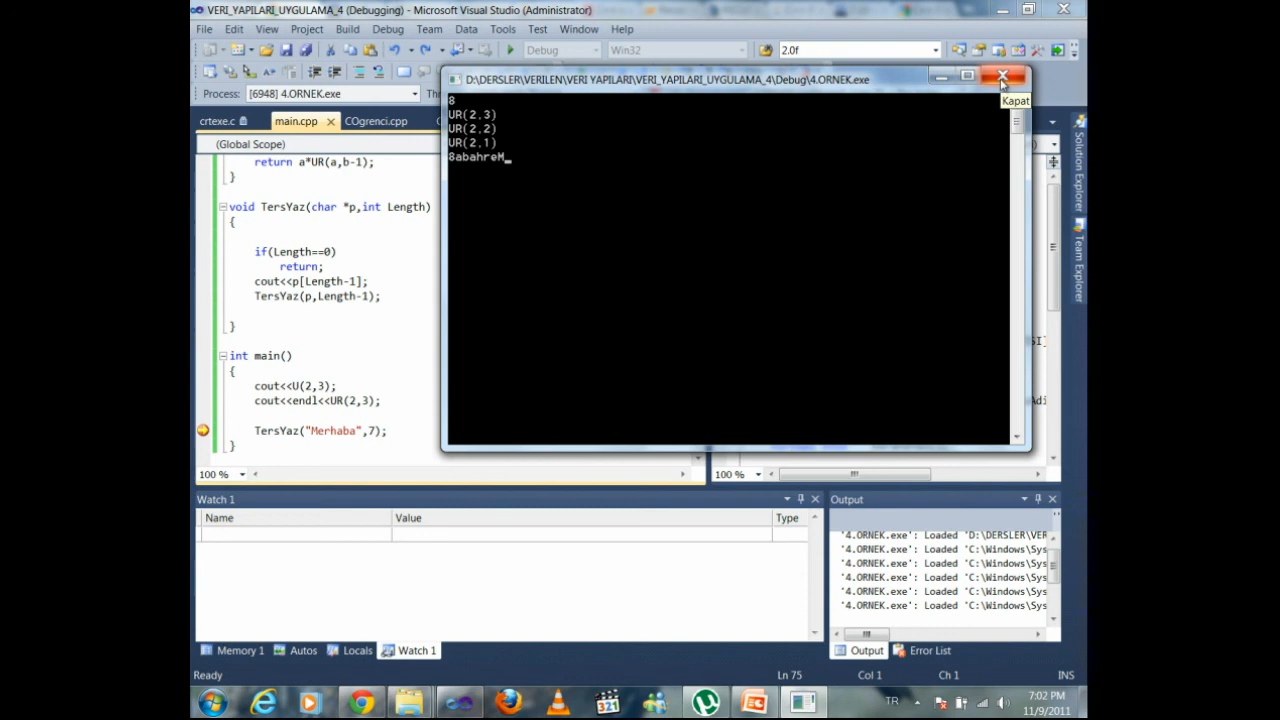 VERI_YAPILARI_UYGULAMA_4 (Debugging) - Microsoft Visual Studio (Administrator)
File Edit View Project Build Debug Team Data Tools Test Window Help
Debug Win32 2.0f
Process: [6948] 4.ORNEK.exe
D:\DERSLER\VERILEN\VERI YAPILARI\VERI_YAPILARI_UYGULAMA_4\Debug\4.ORNEK.exe
Kapat
8
UR(2,3)
UR(2,2)
UR(2,1)
8abahreM_
crtexe.c main.cpp COgrenci.cpp
(Global Scope)
return a*UR(a,b-1);
}
void TersYaz(char *p,int Length)
{
if(Length==0)
return;
cout<<p[Length-1];
TersYaz(p,Length-1);
}
int main()
{
cout<<U(2,3);
cout<<endl<<UR(2,3);
TersYaz("Merhaba",7);
}
100 % 100 %
Solution Explorer
Team Explorer
Watch 1
Name Value Type
Output
'4.ORNEK.exe': Loaded 'D:\DERSLER\VER
'4.ORNEK.exe': Loaded 'C:\Windows\Sys
'4.ORNEK.exe': Loaded 'C:\Windows\Sys
'4.ORNEK.exe': Loaded 'C:\Windows\Sys
'4.ORNEK.exe': Loaded 'C:\Windows\Sys
'4.ORNEK.exe': Loaded 'C:\Windows\Sys
Memory 1 Autos Locals Watch 1 Output Error List
Ready Ln 75 Col 1 Ch 1 INS
321 TR 7:02 PM
11/9/2011